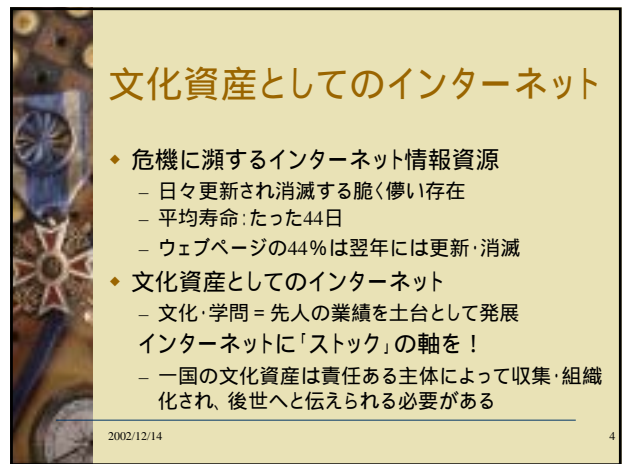 文化資産としてのインターネット
◆ 危機に瀕するインターネット情報資源
– 日々更新され消滅する脆く儚い存在
– 平均寿命:たった44日
– ウェブページの44%は翌年には更新・消滅
◆ 文化資産としてのインターネット
– 文化・学問 = 先人の業績を土台として発展
インターネットに「ストック」の軸を！
– 一国の文化資産は責任ある主体によって収集・組織
化され、後世へと伝えられる必要がある
2002/12/14
4